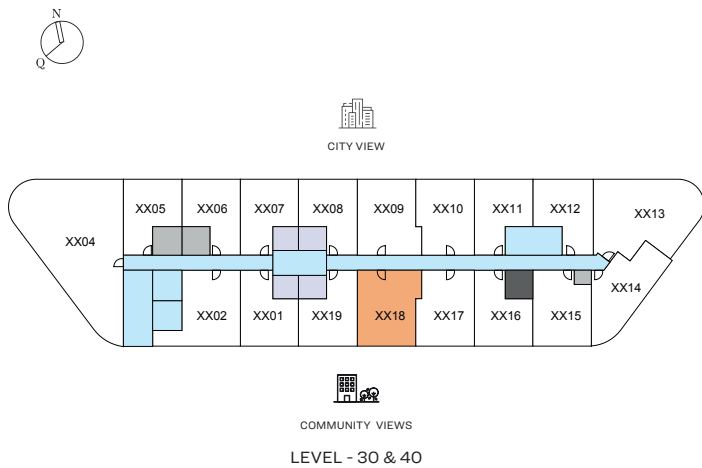 N
Q
CITY VIEW
XX05 XX06 XX07 XX08 XX09 XX10 XX11 XX12
XX04 XX13
XX14
XX02 XX01 XX19 XX18 XX17 XX16 XX15
COMMUNITY VIEWS
LEVEL - 30 & 40